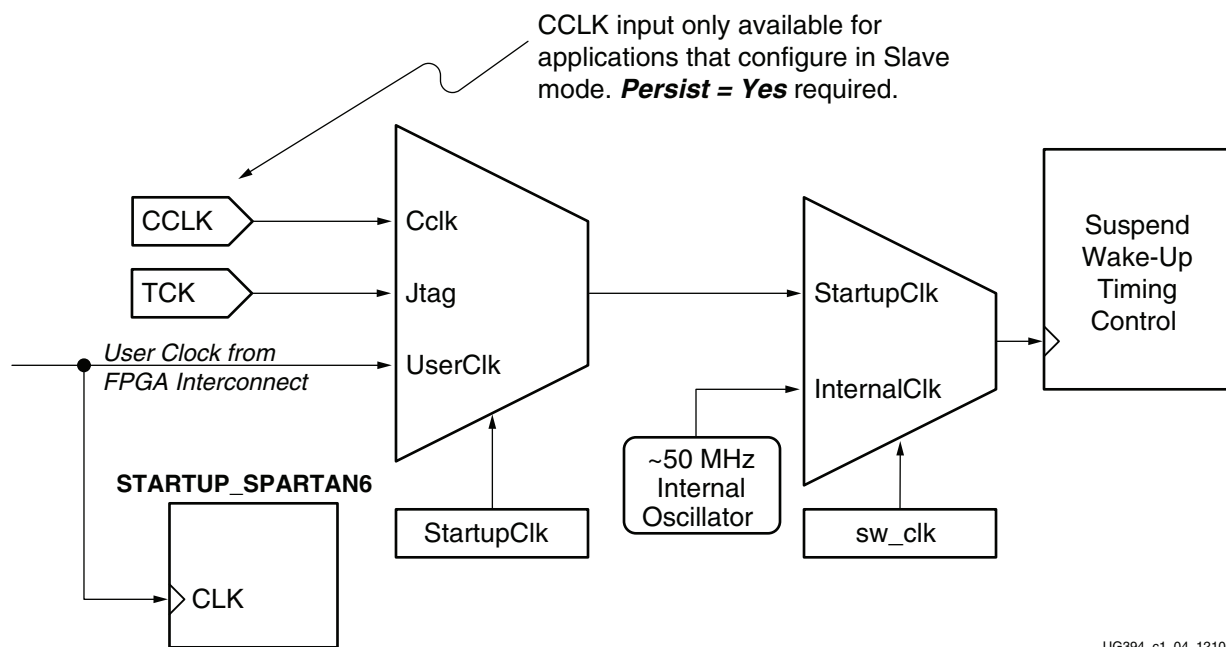 CCLK input only available for
applications that configure in Slave
mode. Persist = Yes required.
CCLK
TCK
User Clock from
FPGA Interconnect
Cclk
Jtag
UserClk
StartupClk
InternalClk
Suspend
Wake-Up
Timing
Control
~50 MHz
Internal
Oscillator
STARTUP_SPARTAN6
CLK
StartupClk
sw_clk